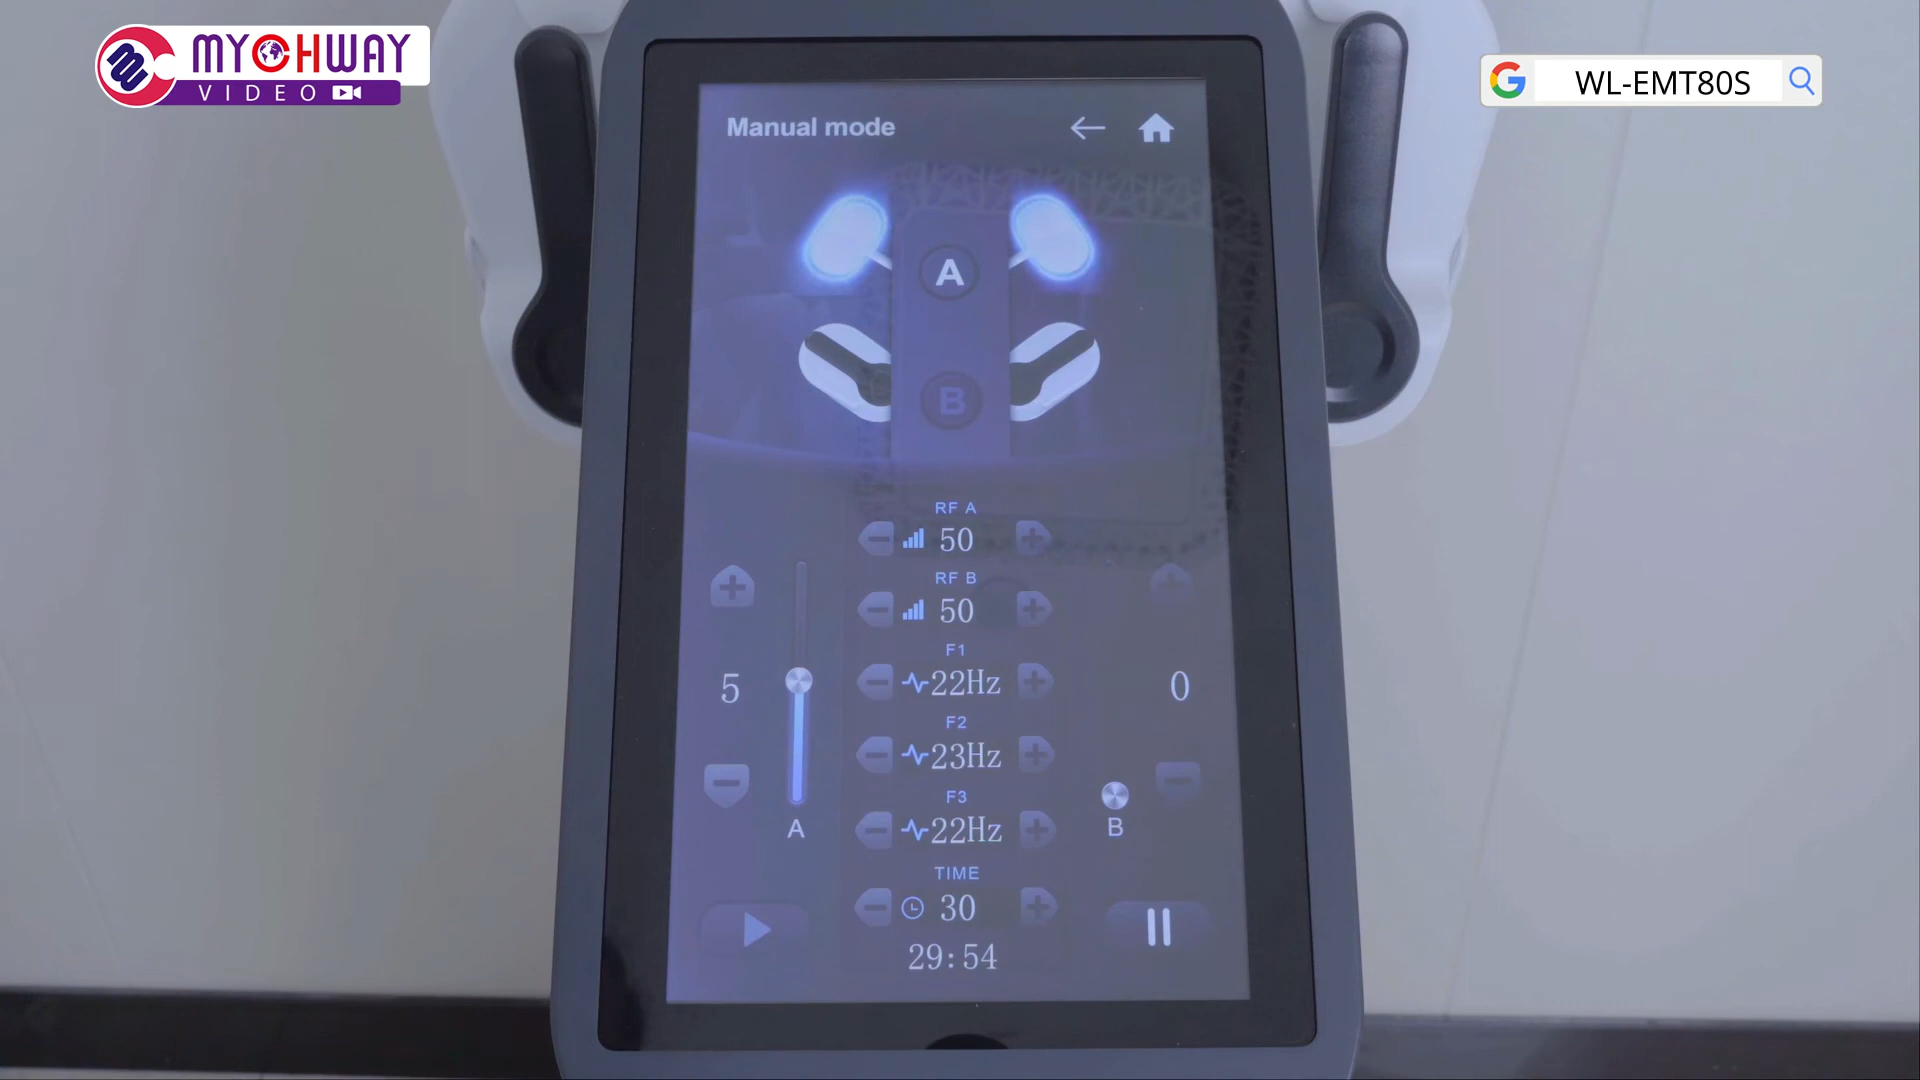 MYCHWAY
VIDEO
WL-EMT80S
Manual mode
A
B
RF A
50
RF B
50
F1
22Hz
F2
23Hz
F3
22Hz
TIME
30
29:54
5
A
0
B